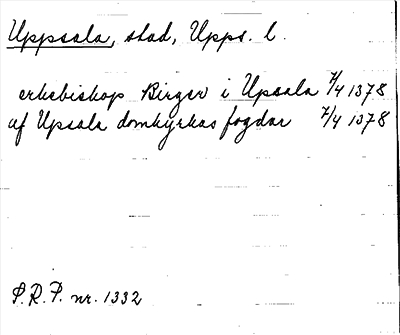 Uppsala, stad, Upps. l.
erkebiskop Birger i Upsala 7/4 1378
af Upsala domkyrkas fogdar 7/4 1378
S.R.P. nr. 1332